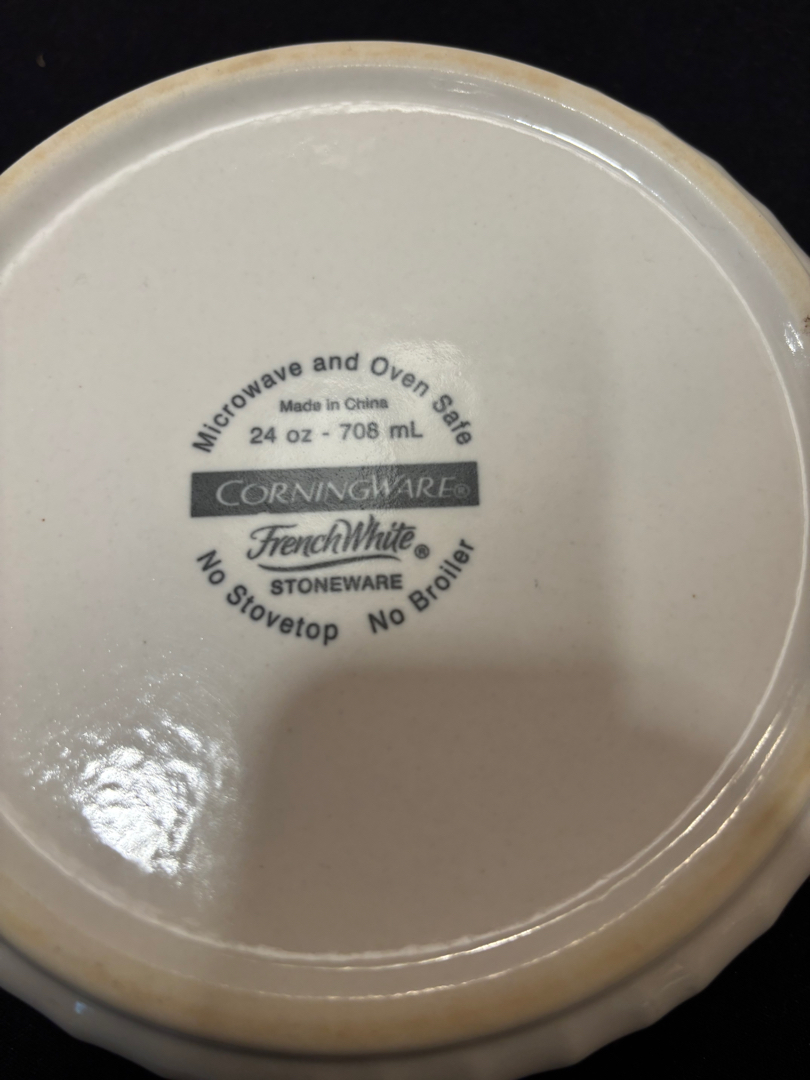 Microwave and Oven Safe
Made in China
24 oz - 708 mL
CORNINGWARE®
FrenchWhite®
STONEWARE
No Stovetop No Broiler